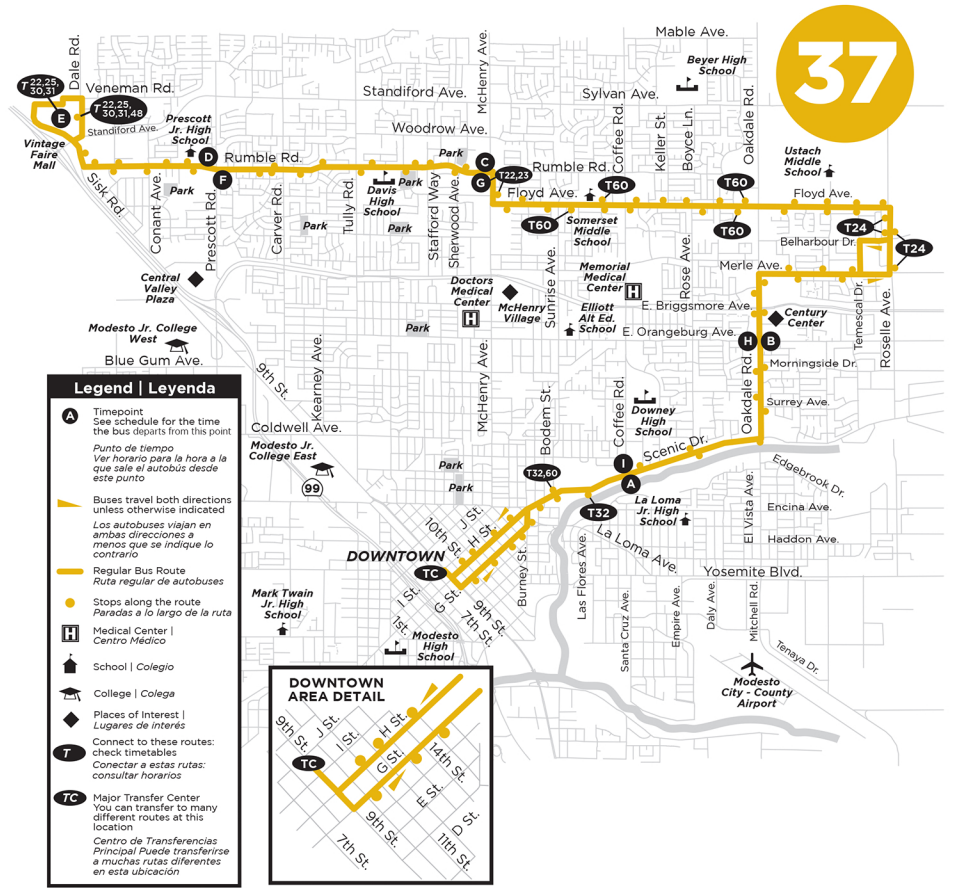 37
Mable Ave.
Beyer High
School
Dale Rd.
McHenry Ave.
T 22,25,
30,31
Veneman Rd.
T 22,25,
30,31,48
E
Standiford Ave.
Standiford Ave.
Sylvan Ave.
Coffee Rd.
Keller St.
Boyce Ln.
Oakdale Rd.
Woodrow Ave.
Prescott
Jr. High
School
Vintage
Faire
Mall
D
Rumble Rd.
Park
C
Rumble Rd.
Ustach
Middle
School
F
G
T22,23
Sisk Rd.
Park
Davis
High
School
Park
Floyd Ave.
T60
T60
Floyd Ave.
Conant Ave.
Prescott Rd.
Carver Rd.
Tully Rd.
Stafford Way
Sherwood Ave.
Park
Park
T60
Somerset
Middle
School
T60
T24
Belharbour Dr.
T24
Central
Valley
Plaza
Doctors
Medical
Center
H
McHenry
Village
Sunrise Ave.
Memorial
Medical
Center
H
Rose Ave.
Merle Ave.
Elliott
Alt Ed.
School
E. Briggsmore Ave.
Century
Center
Temescal Dr.
Roselle Ave.
Modesto Jr. College
West
Park
E. Orangeburg Ave.
H
B
Blue Gum Ave.
9th St.
Kearney Ave.
McHenry Ave.
Bodem St.
Coffee Rd.
Oakdale Rd.
Morningside Dr.
Downey
High
School
Surrey Ave.
Coldwell Ave.
Modesto Jr.
College East
99
Park
Park
Scenic Dr.
I
A
T32,60
T32
La Loma
Jr. High
School
Edgebrook Dr.
El Vista Ave.
Encina Ave.
Haddon Ave.
J St.
H St.
10th St.
DOWNTOWN
TC
I St.
G St.
1st.
9th St.
7th St.
Burney St.
Las Flores Ave.
La Loma Ave.
Yosemite Blvd.
Mark Twain
Jr. High
School
Modesto
High
School
Santa Cruz Ave.
Empire Ave.
Daly Ave.
Mitchell Rd.
Tenaya Dr.
Modesto
City - County
Airport
Legend | Leyenda
A
Timepoint
See schedule for the time
the bus departs from this point
Punto de tiempo
Ver horario para la hora a la
que sale el autobús desde
este punto
Buses travel both directions
unless otherwise indicated
Los autobuses viajan en
ambas direcciones a
menos que se indique lo
contrario
Regular Bus Route
Ruta regular de autobuses
Stops along the route
Paradas a lo largo de la ruta
H
Medical Center |
Centro Médico
School | Colegio
College | Colega
Places of Interest |
Lugares de interés
T
Connect to these routes:
check timetables
Conectar a estas rutas:
consultar horarios
TC
Major Transfer Center
You can transfer to many
different routes at this
location
Centro de Transferencias
Principal Puede transferirse
a muchas rutas diferentes
en esta ubicación
DOWNTOWN
AREA DETAIL
9th St.
J St.
I St.
H St.
G St.
TC
14th St.
E St.
D St.
9th St.
7th St.
11th St.